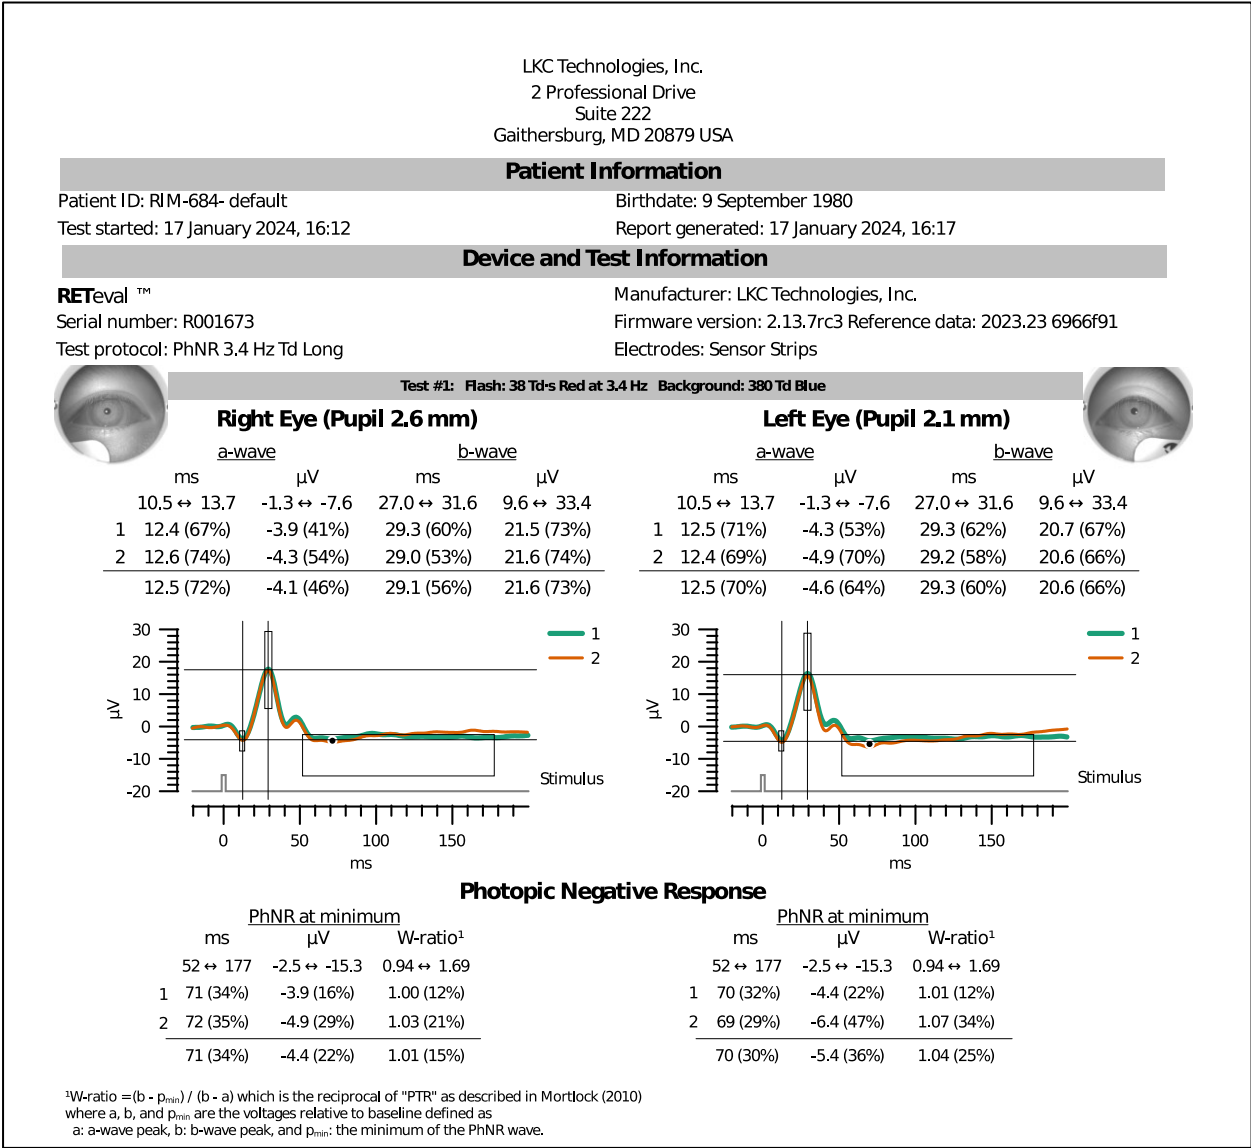 LKC Technologies, Inc.
2 Professional Drive
Suite 222
Gaithersburg, MD 20879 USA
Patient Information
Patient ID: RIM-684- default
Birthdate: 9 September 1980
Test started: 17 January 2024, 16:12
Report generated: 17 January 2024, 16:17
Device and Test Information
RETeval ™
Manufacturer: LKC Technologies, Inc.
Serial number: R001673
Firmware version: 2.13.7rc3 Reference data: 2023.23 6966f91
Test protocol: PhNR 3.4 Hz Td Long
Electrodes: Sensor Strips
Test #1: Flash: 38 Td·s Red at 3.4 Hz Background: 380 Td Blue
Right Eye (Pupil 2.6 mm)
a-wave b-wave
ms µV ms µV
10.5 ↔ 13.7 -1.3 ↔ -7.6 27.0 ↔ 31.6 9.6 ↔ 33.4
1 12.4 (67%) -3.9 (41%) 29.3 (60%) 21.5 (73%)
2 12.6 (74%) -4.3 (54%) 29.0 (53%) 21.6 (74%)
12.5 (72%) -4.1 (46%) 29.1 (56%) 21.6 (73%)
Left Eye (Pupil 2.1 mm)
a-wave b-wave
ms µV ms µV
10.5 ↔ 13.7 -1.3 ↔ -7.6 27.0 ↔ 31.6 9.6 ↔ 33.4
1 12.5 (71%) -4.3 (53%) 29.3 (62%) 20.7 (67%)
2 12.4 (69%) -4.9 (70%) 29.2 (58%) 20.6 (66%)
12.5 (70%) -4.6 (64%) 29.3 (60%) 20.6 (66%)
30
20
10
0
-10
-20
µV
1
2
Stimulus
0 50 100 150
ms
30
20
10
0
-10
-20
µV
1
2
Stimulus
0 50 100 150
ms
Photopic Negative Response
PhNR at minimum
ms µV W-ratio¹
52 ↔ 177 -2.5 ↔ -15.3 0.94 ↔ 1.69
1 71 (34%) -3.9 (16%) 1.00 (12%)
2 72 (35%) -4.9 (29%) 1.03 (21%)
71 (34%) -4.4 (22%) 1.01 (15%)
PhNR at minimum
ms µV W-ratio¹
52 ↔ 177 -2.5 ↔ -15.3 0.94 ↔ 1.69
1 70 (32%) -4.4 (22%) 1.01 (12%)
2 69 (29%) -6.4 (47%) 1.07 (34%)
70 (30%) -5.4 (36%) 1.04 (25%)
¹W-ratio = (b - pmin) / (b - a) which is the reciprocal of "PTR" as described in Mortlock (2010)
where a, b, and pmin are the voltages relative to baseline defined as
a: a-wave peak, b: b-wave peak, and pmin: the minimum of the PhNR wave.